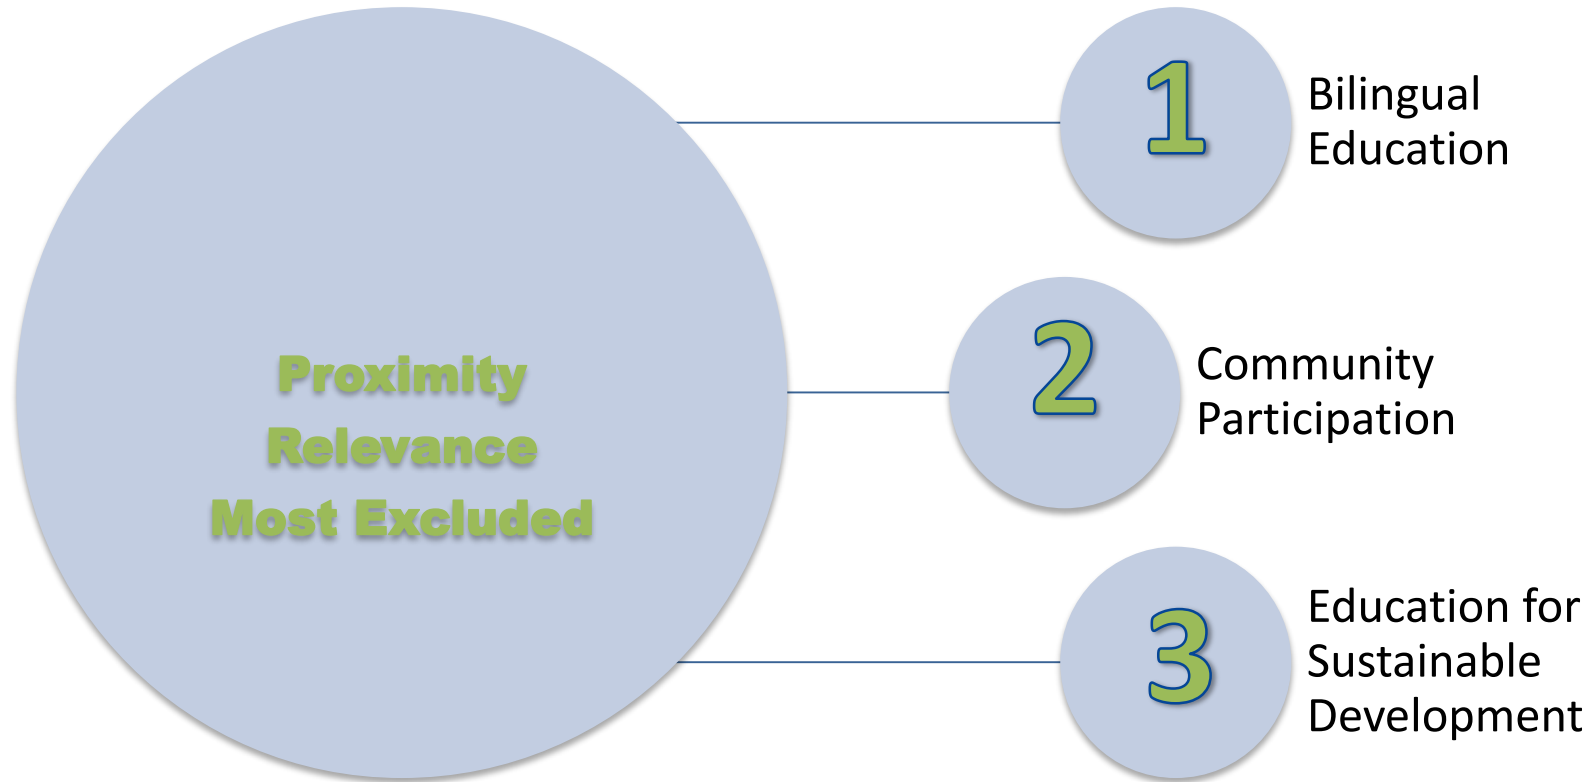 Proximity
Relevance
Most Excluded
1
Bilingual
Education
2
Community
Participation
3
Education for
Sustainable
Development